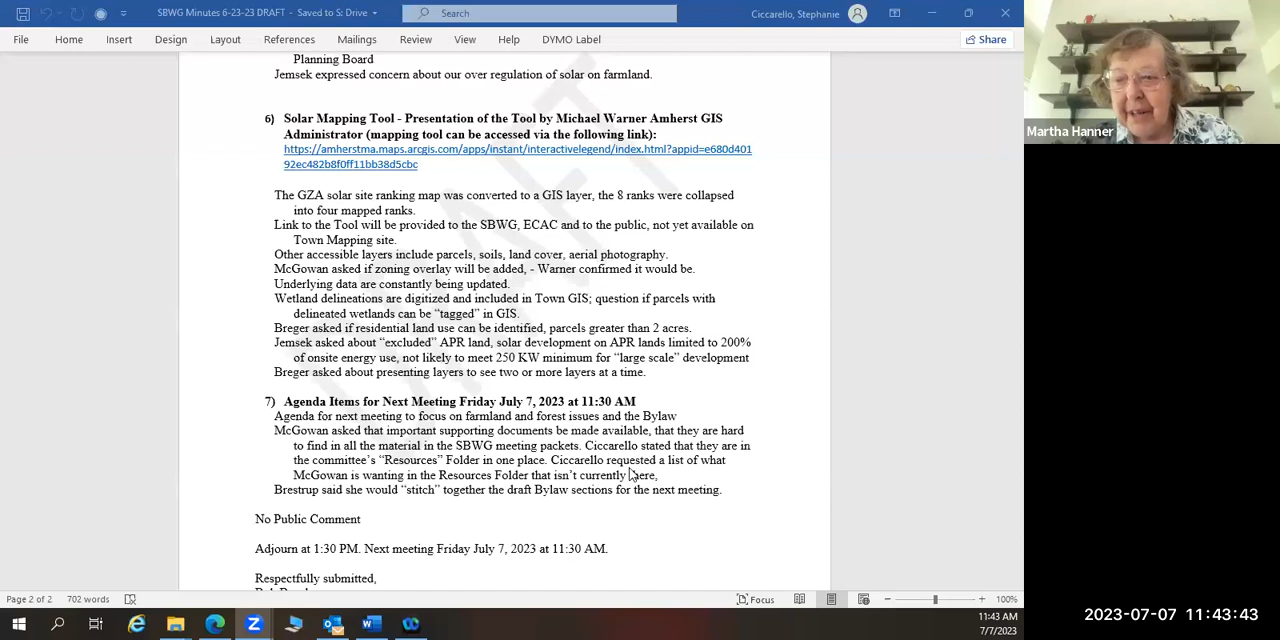 SBWG Minutes 6-23-23 DRAFT - Saved to S: Drive
Search
Ciccarello, Stephanie
File Home Insert Design Layout References Mailings Review View Help DYMO Label
Share
Planning Board
Jemsek expressed concern about our over regulation of solar on farmland.
6) Solar Mapping Tool - Presentation of the Tool by Michael Warner Amherst GIS
Administrator (mapping tool can be accessed via the following link):
https://amherstma.maps.arcgis.com/apps/instant/interactivelegend/index.html?appid=e680d401
92ec482b8f0ff11bb38d5cbc
The GZA solar site ranking map was converted to a GIS layer, the 8 ranks were collapsed
into four mapped ranks.
Link to the Tool will be provided to the SBWG, ECAC and to the public, not yet available on
Town Mapping site.
Other accessible layers include parcels, soils, land cover, aerial photography.
McGowan asked if zoning overlay will be added, - Warner confirmed it would be.
Underlying data are constantly being updated.
Wetland delineations are digitized and included in Town GIS; question if parcels with
delineated wetlands can be “tagged” in GIS.
Breger asked if residential land use can be identified, parcels greater than 2 acres.
Jemsek asked about “excluded” APR land, solar development on APR lands limited to 200%
of onsite energy use, not likely to meet 250 KW minimum for “large scale” development
Breger asked about presenting layers to see two or more layers at a time.
7) Agenda Items for Next Meeting Friday July 7, 2023 at 11:30 AM
Agenda for next meeting to focus on farmland and forest issues and the Bylaw
McGowan asked that important supporting documents be made available, that they are hard
to find in all the material in the SBWG meeting packets. Ciccarello stated that they are in
the committee’s “Resources” Folder in one place. Ciccarello requested a list of what
McGowan is wanting in the Resources Folder that isn’t currently here,
Brestrup said she would “stitch” together the draft Bylaw sections for the next meeting.
No Public Comment
Adjourn at 1:30 PM. Next meeting Friday July 7, 2023 at 11:30 AM.
Respectfully submitted,
DRAFT
Page 2 of 2 702 words
Focus
100%
11:43 AM
7/7/2023
Martha Hanner
2023-07-07 11:43:43